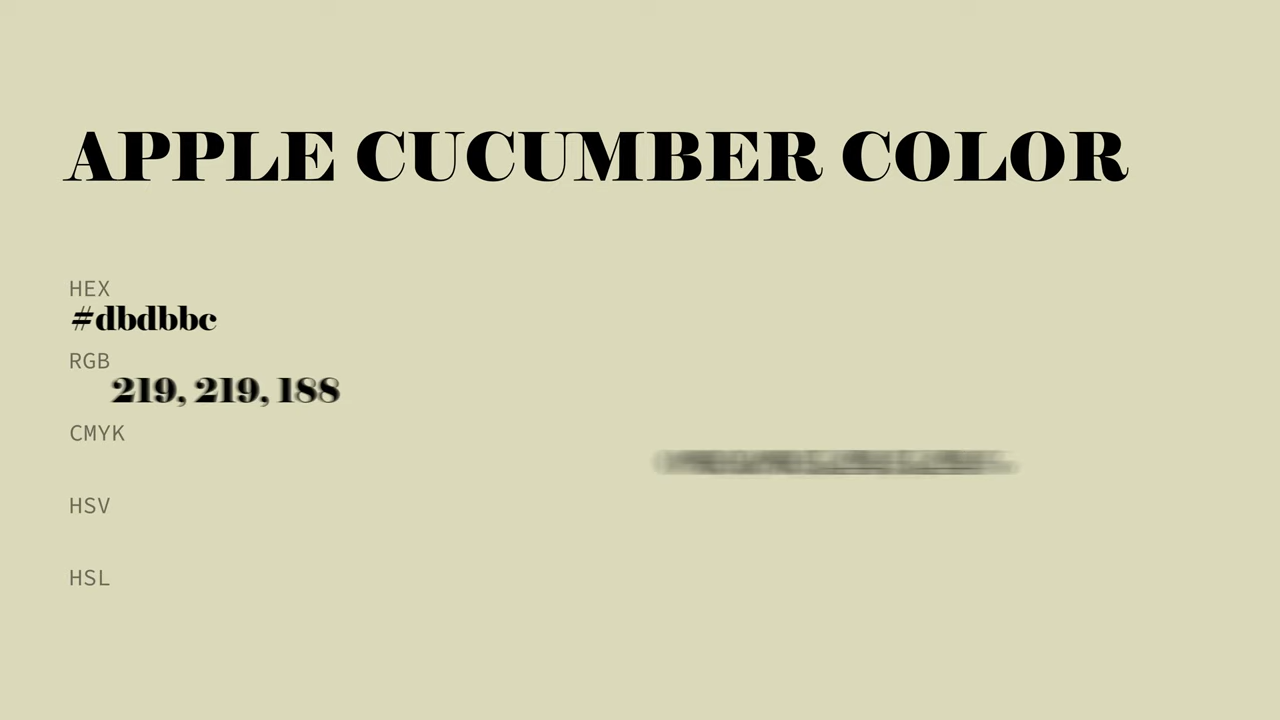 APPLE CUCUMBER COLOR
HEX
#dbdbbc
RGB
219, 219, 188
CMYK
HSV
HSL